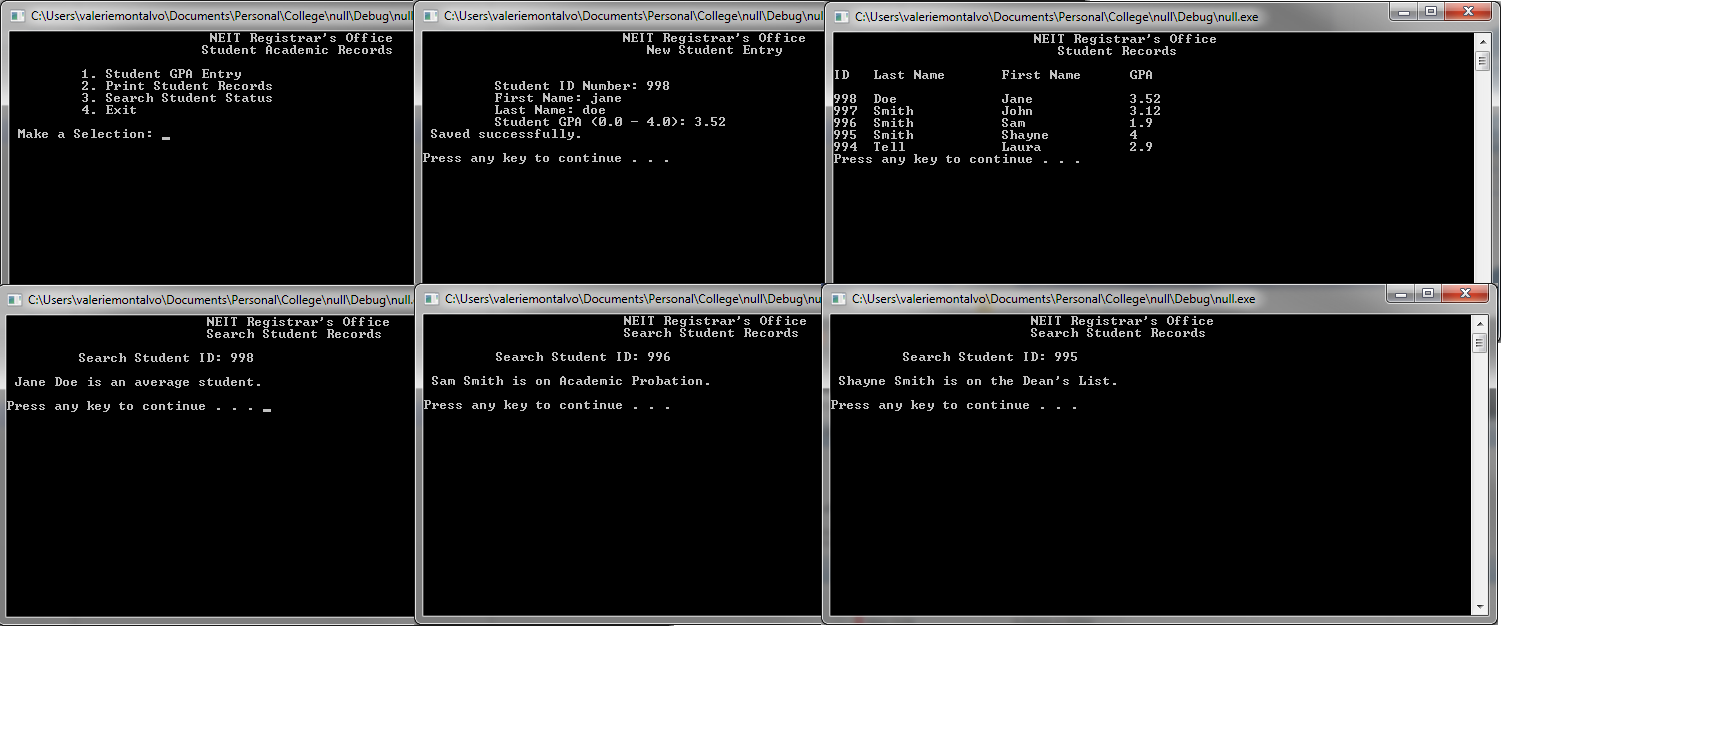 C:\Users\valeriemontalvo\Documents\Personal\College\null\Debug\null
NEIT Registrar's Office
Student Academic Records
1. Student GPA Entry
2. Print Student Records
3. Search Student Status
4. Exit
Make a Selection: _
C:\Users\valeriemontalvo\Documents\Personal\College\null\Debug\nu
NEIT Registrar's Office
New Student Entry
Student ID Number: 998
First Name: jane
Last Name: doe
Student GPA (0.0 - 4.0): 3.52
Saved successfully.
Press any key to continue . . .
C:\Users\valeriemontalvo\Documents\Personal\College\null\Debug\null.exe
NEIT Registrar's Office
Student Records
ID Last Name First Name GPA
998 Doe Jane 3.52
997 Smith John 3.12
996 Smith Sam 1.9
995 Smith Shayne 4
994 Tell Laura 2.9
Press any key to continue . . .
C:\Users\valeriemontalvo\Documents\Personal\College\null\Debug\null.
NEIT Registrar's Office
Search Student Records
Search Student ID: 998
Jane Doe is an average student.
Press any key to continue . . . _
C:\Users\valeriemontalvo\Documents\Personal\College\null\Debug\nu
NEIT Registrar's Office
Search Student Records
Search Student ID: 996
Sam Smith is on Academic Probation.
Press any key to continue . . .
C:\Users\valeriemontalvo\Documents\Personal\College\null\Debug\null.exe
NEIT Registrar's Office
Search Student Records
Search Student ID: 995
Shayne Smith is on the Dean's List.
Press any key to continue . . .